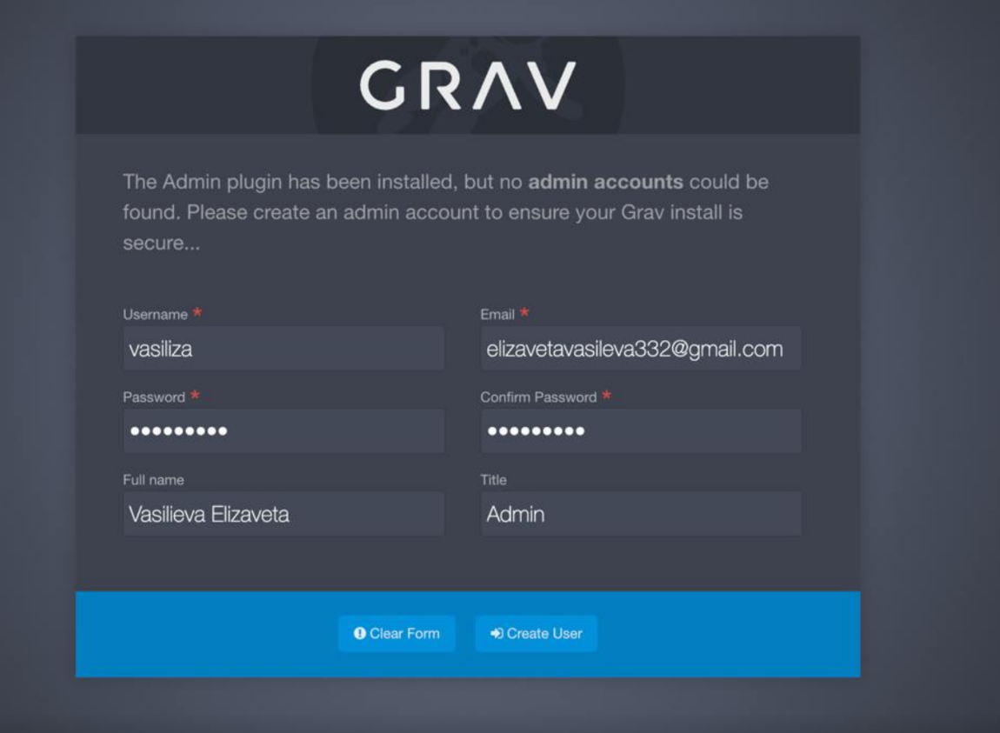 GRAV
The Admin plugin has been installed, but no admin accounts could be
found. Please create an admin account to ensure your Grav install is
secure...
Username *
Email *
vasiliza
elizavetavasileva332@gmail.com
Password *
Confirm Password *
•••••••••
•••••••••
Full name
Title
Vasilieva Elizaveta
Admin
Clear Form
Create User